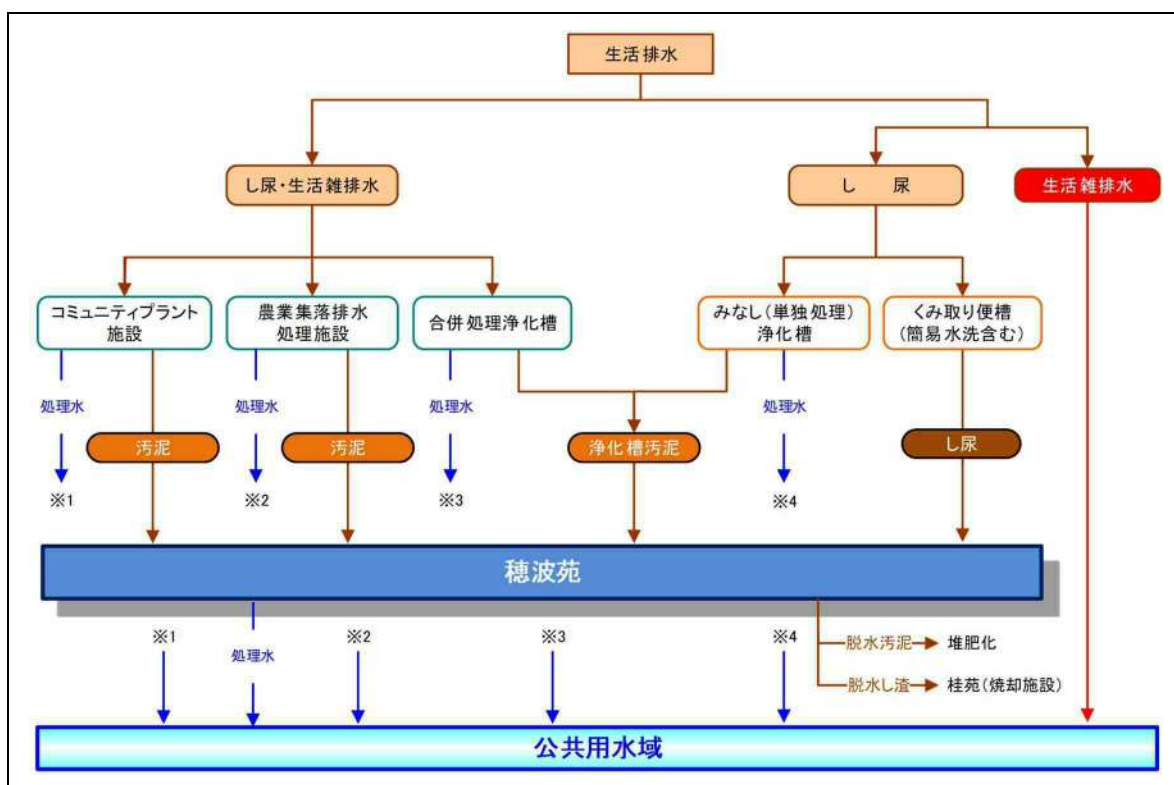 生活排水
し尿・生活雑排水
し　尿
生活雑排水
コミュニティプラント
施設
農業集落排水
処理施設
合併処理浄化槽
みなし(単独処理)
浄化槽
くみ取り便槽
(簡易水洗含む)
処理水
処理水
処理水
処理水
汚泥
汚泥
浄化槽汚泥
し尿
※1
※2
※3
※4
穂波苑
※1
処理水
※2
※3
※4
脱水汚泥
堆肥化
脱水し渣
桂苑(焼却施設)
公共用水域